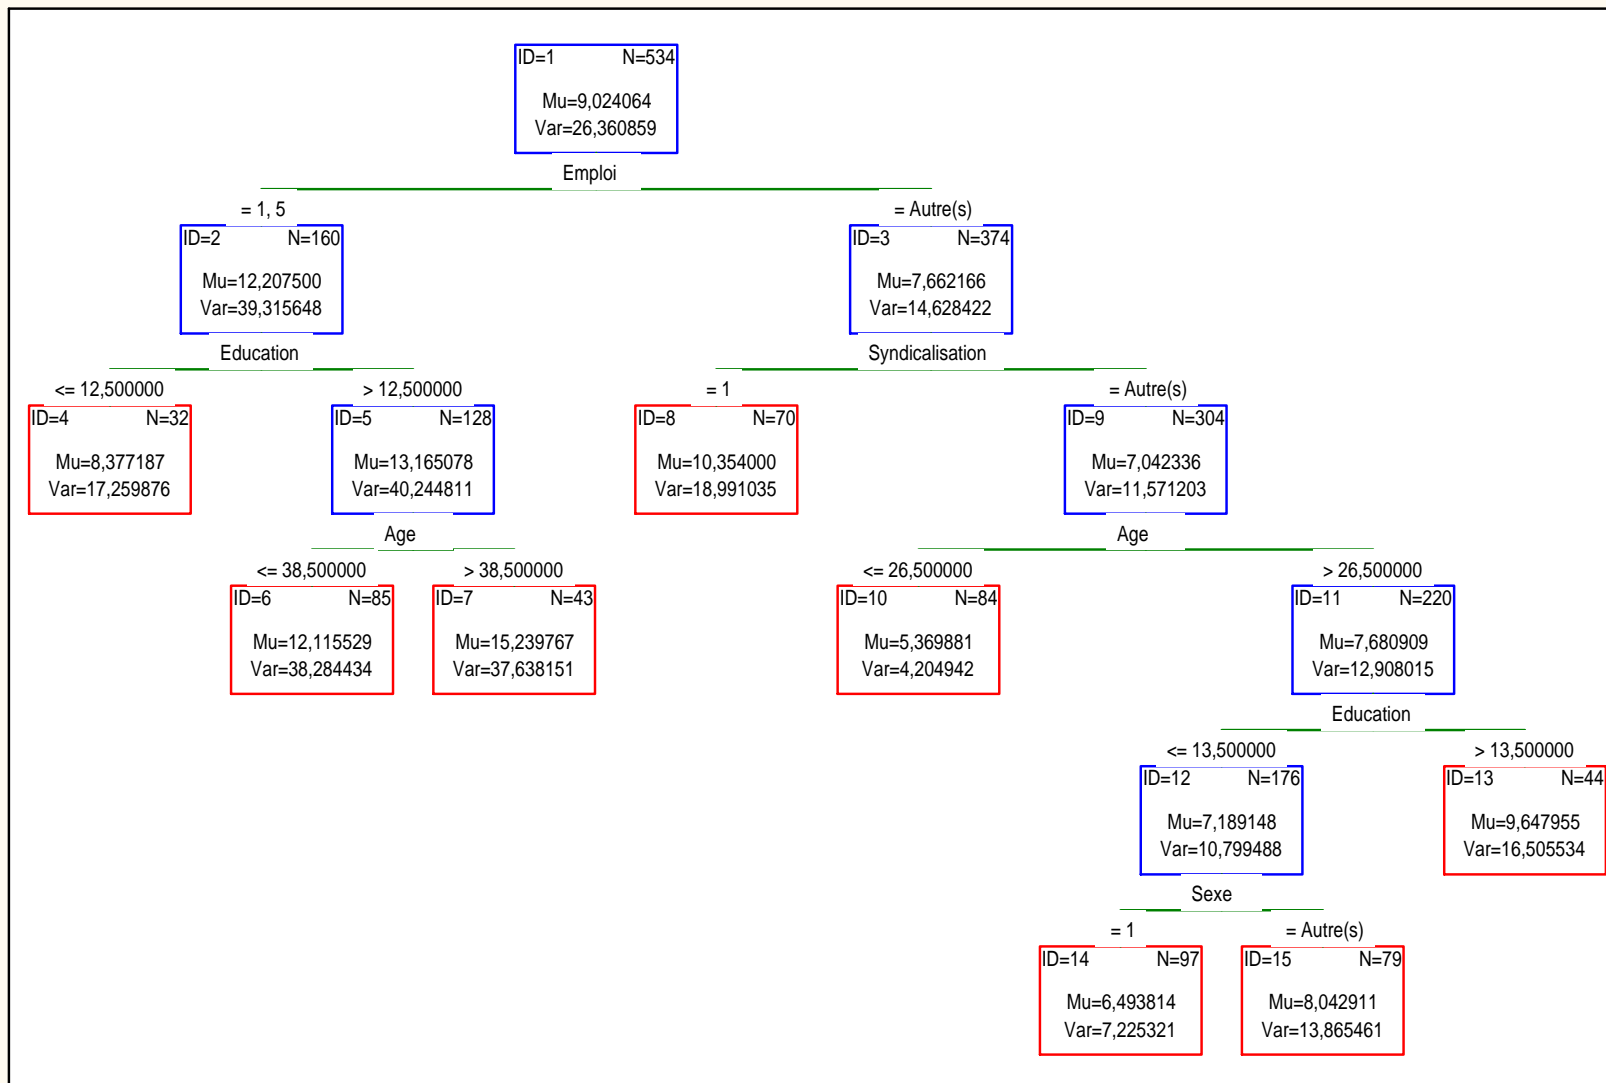 ID=1 N=534
Mu=9,024064
Var=26,360859
Emploi
= 1, 5 = Autre(s)
ID=2 N=160
Mu=12,207500
Var=39,315648
ID=3 N=374
Mu=7,662166
Var=14,628422
Education
Syndicalisation
<= 12,500000 > 12,500000
= 1 = Autre(s)
ID=4 N=32
Mu=8,377187
Var=17,259876
ID=5 N=128
Mu=13,165078
Var=40,244811
ID=8 N=70
Mu=10,354000
Var=18,991035
ID=9 N=304
Mu=7,042336
Var=11,571203
Age
Age
<= 38,500000 > 38,500000
<= 26,500000 > 26,500000
ID=6 N=85
Mu=12,115529
Var=38,284434
ID=7 N=43
Mu=15,239767
Var=37,638151
ID=10 N=84
Mu=5,369881
Var=4,204942
ID=11 N=220
Mu=7,680909
Var=12,908015
Education
<= 13,500000 > 13,500000
ID=12 N=176
Mu=7,189148
Var=10,799488
ID=13 N=44
Mu=9,647955
Var=16,505534
Sexe
= 1 = Autre(s)
ID=14 N=97
Mu=6,493814
Var=7,225321
ID=15 N=79
Mu=8,042911
Var=13,865461